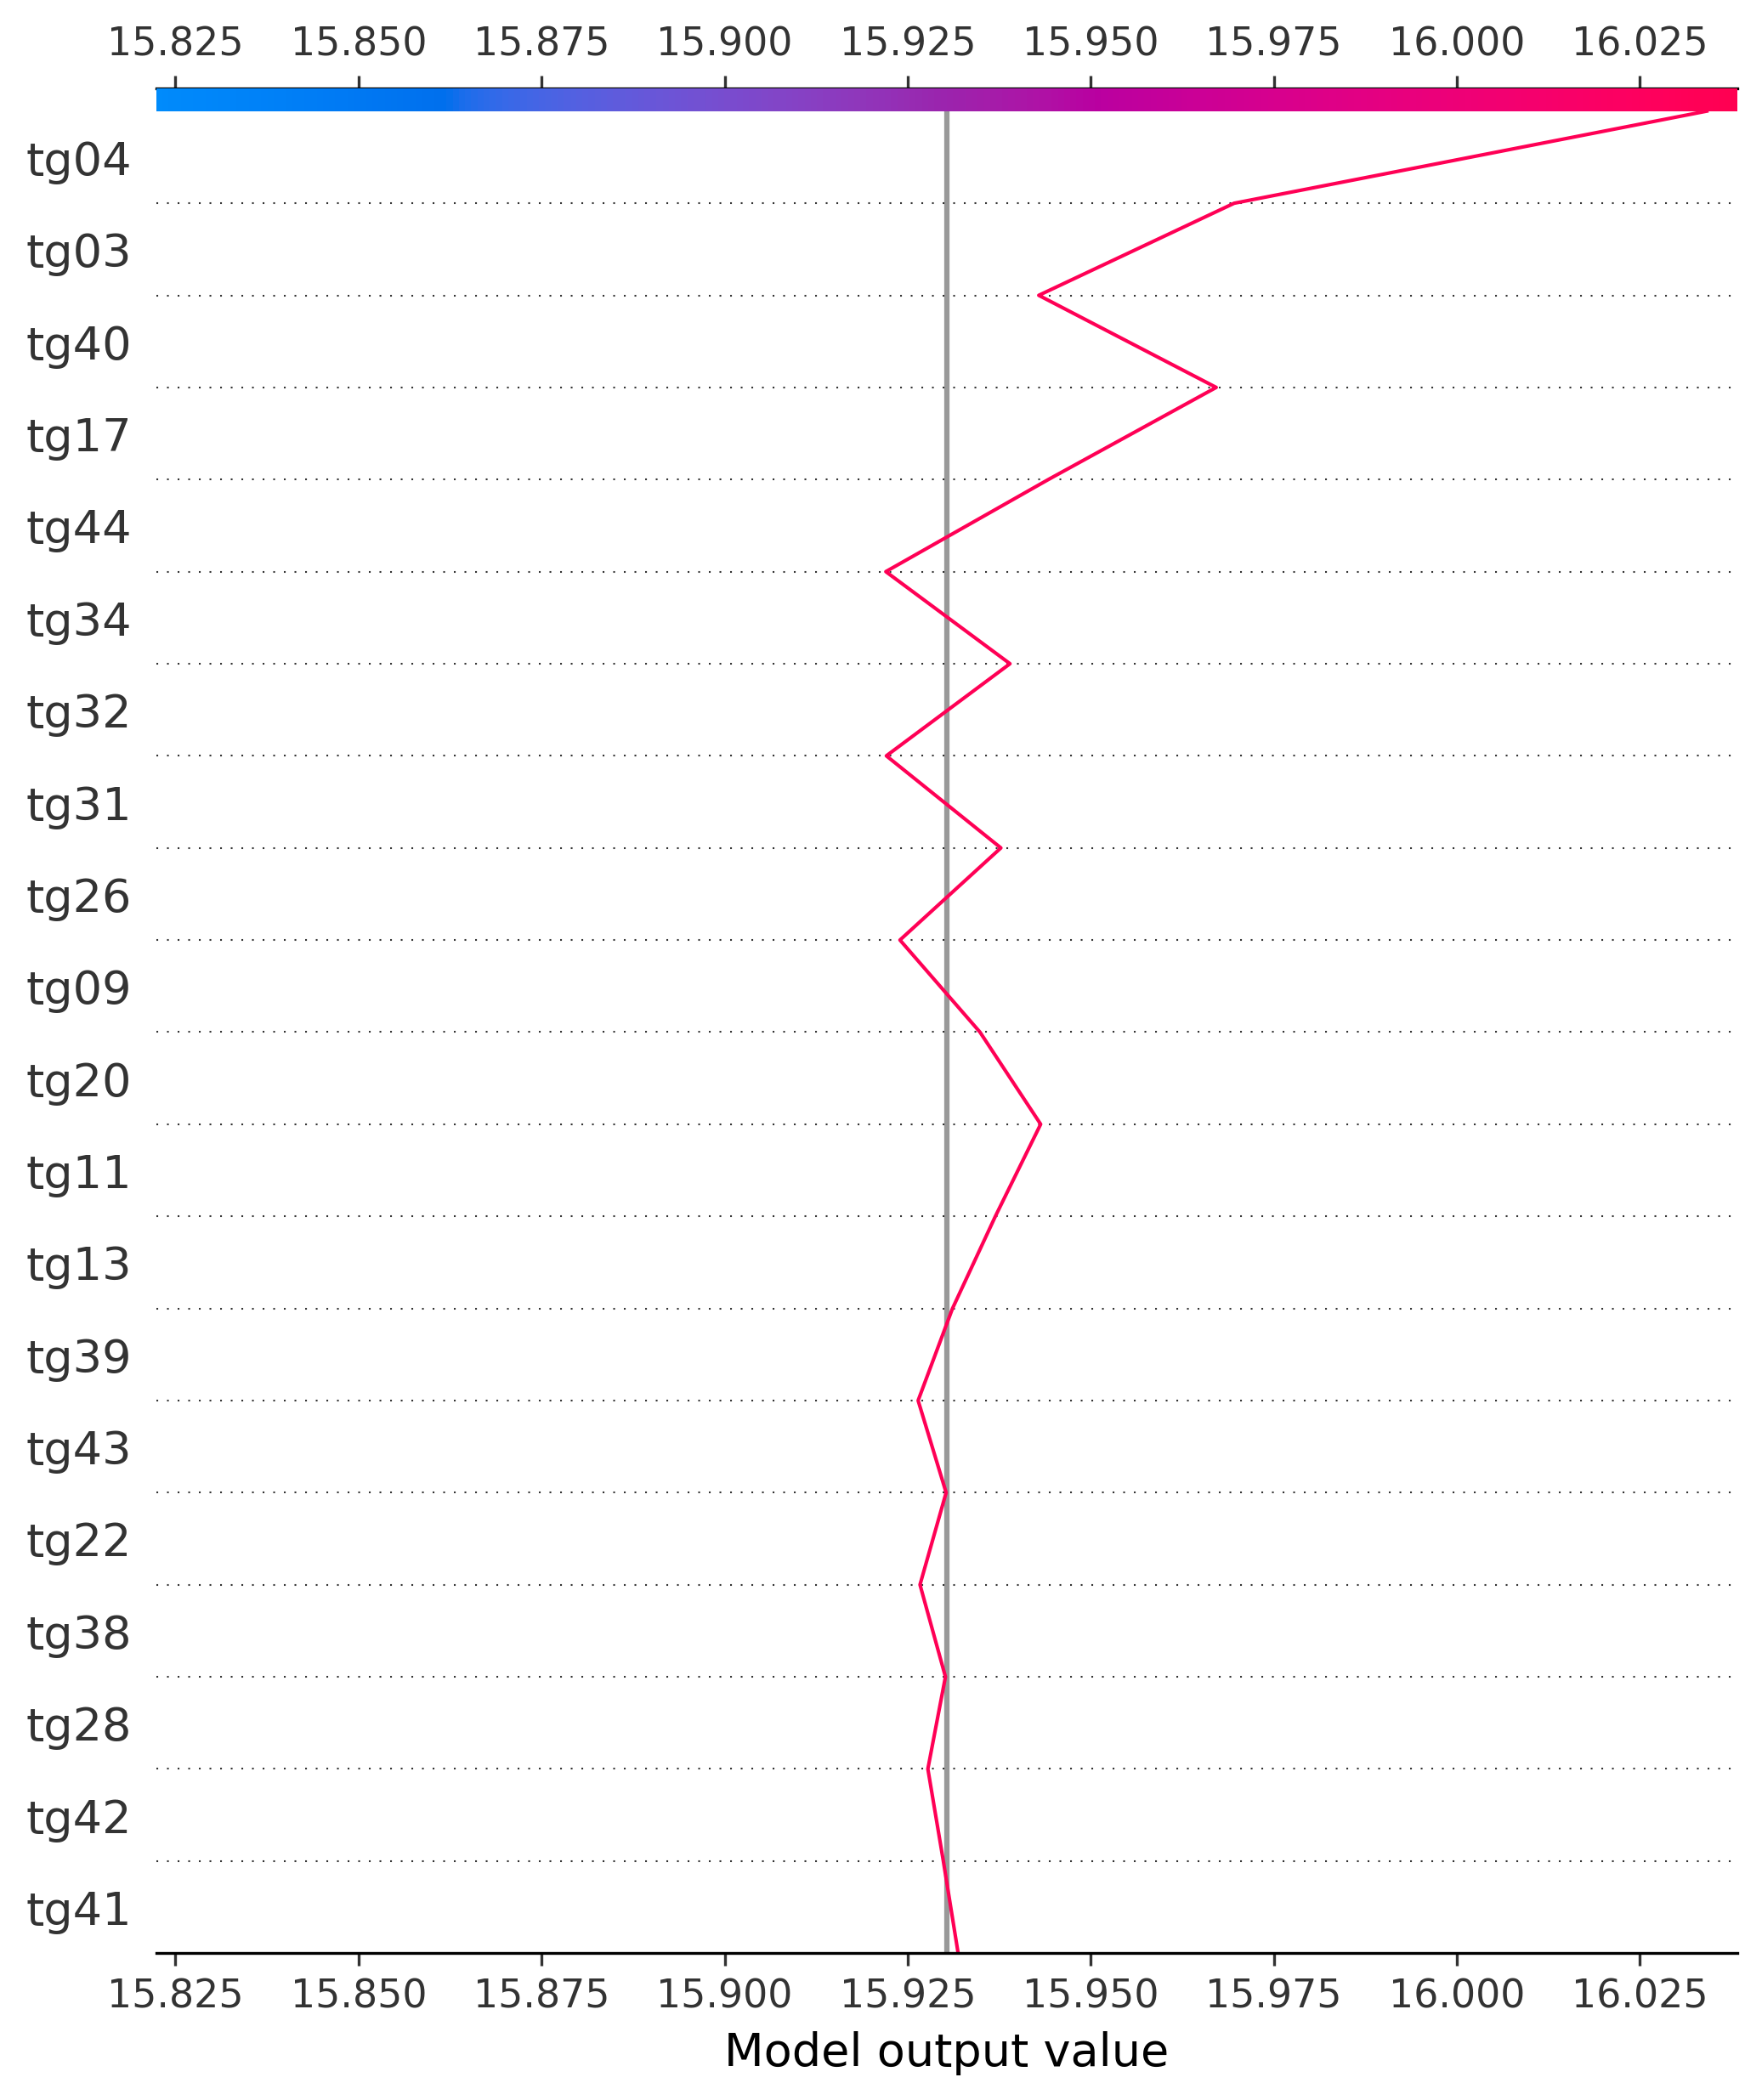 15.825 15.850 15.875 15.900 15.925 15.950 15.975 16.000 16.025
tg04
tg03
tg40
tg17
tg44
tg34
tg32
tg31
tg26
tg09
tg20
tg11
tg13
tg39
tg43
tg22
tg38
tg28
tg42
tg41
15.825 15.850 15.875 15.900 15.925 15.950 15.975 16.000 16.025
Model output value